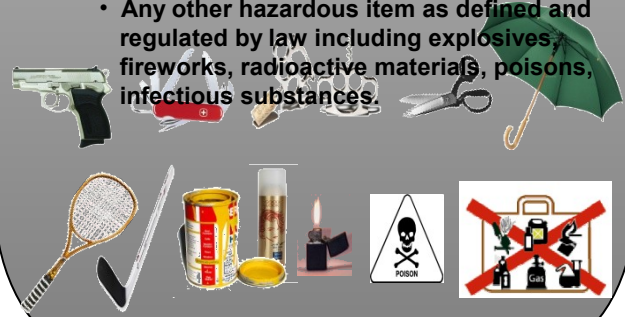 • Any other hazardous item as defined and
regulated by law including explosives,
fireworks, radioactive materials, poisons,
infectious substances.
POISON
Gas